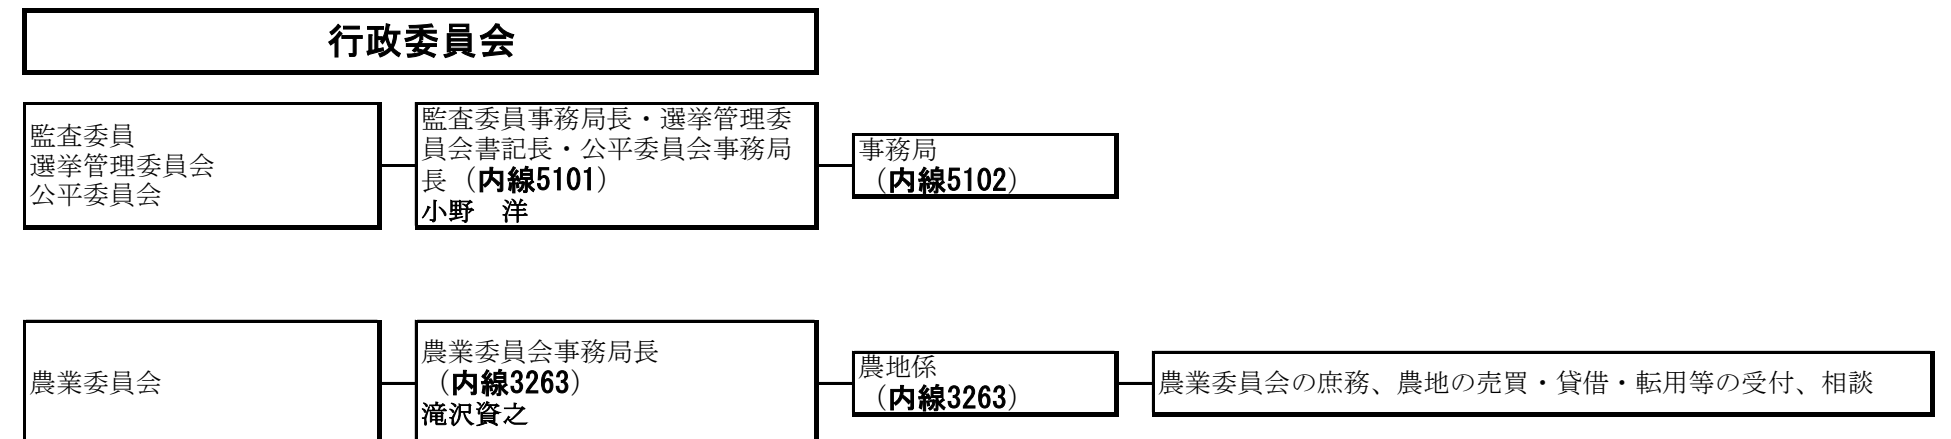 行政委員会
監査委員
選挙管理委員会
公平委員会
監査委員事務局長・選挙管理委
員会書記長・公平委員会事務局
長（内線5101）
小野　洋
事務局
（内線5102）
農業委員会
農業委員会事務局長
（内線3263）
滝沢資之
農地係
（内線3263）
農業委員会の庶務、農地の売買・貸借・転用等の受付、相談